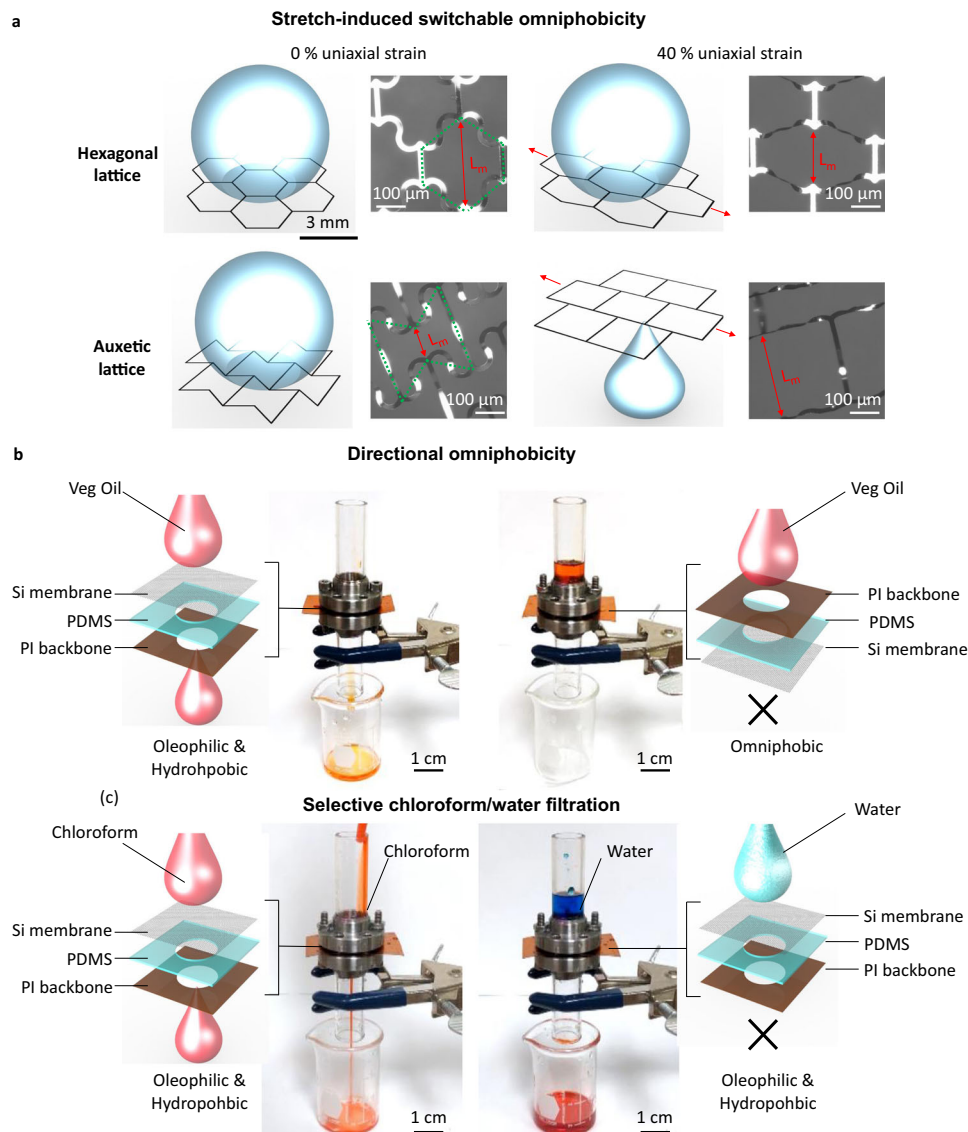 Stretch-induced switchable omniphobicity
a
0 % uniaxial strain
40 % uniaxial strain
Hexagonal
lattice
Lm
100 µm
Lm
100 µm
3 mm
Auxetic
lattice
Lm
100 µm
Lm
100 µm
b
Directional omniphobicity
Veg Oil
Si membrane
PDMS
PI backbone
Oleophilic &
Hydrohpobic
1 cm
1 cm
Veg Oil
PI backbone
PDMS
Si membrane
Omniphobic
(c)
Selective chloroform/water filtration
Chloroform
Si membrane
PDMS
PI backbone
Oleophilic &
Hydropohbic
Chloroform
1 cm
Water
1 cm
Water
Si membrane
PDMS
PI backbone
Oleophilic &
Hydropohbic